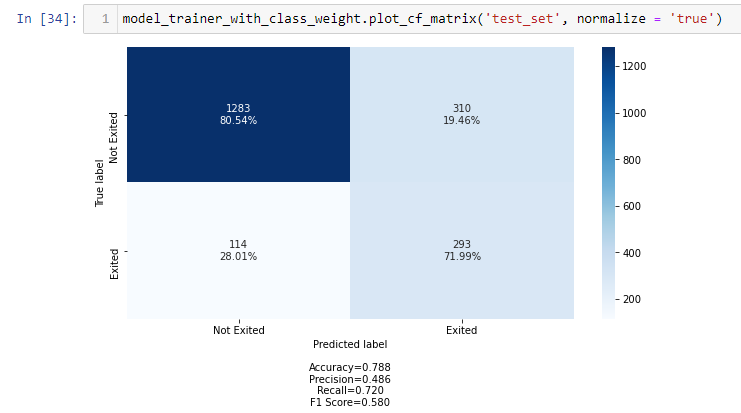 In [34]: 1 model_trainer_with_class_weight.plot_cf_matrix('test_set', normalize = 'true')
1283
80.54%
310
19.46%
114
28.01%
293
71.99%
True label
Not Exited
Exited
Not Exited
Exited
Predicted label
Accuracy=0.788
Precision=0.486
Recall=0.720
F1 Score=0.580
1200
1000
800
600
400
200